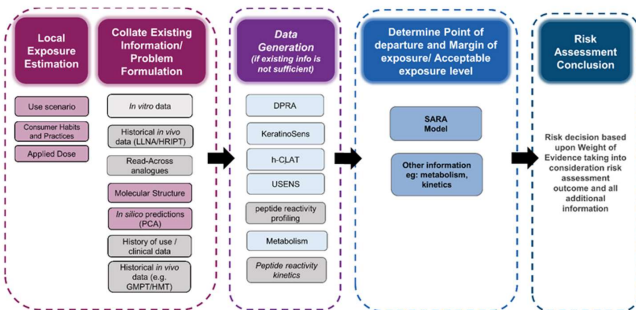 Local
Exposure
Estimation
Use scenario
Consumer Habits
and Practices
Applied Dose
Collate Existing
Information/
Problem
Formulation
In vitro data
Historical in vivo
data (LLNA/HRIPT)
Read-Across
analogues
Molecular Structure
In silico predictions
(PCA)
History of use /
clinical data
Historical in vivo
data (e.g.
GMPT/HMT)
Data
Generation
(if existing info is
not sufficient)
DPRA
KeratinoSens
h-CLAT
USENS
peptide reactivity
profiling
Metabolism
Peptide reactivity
kinetics
Determine Point of
departure and Margin of
exposure/ Acceptable
exposure level
SARA
Model
Other information
eg: metabolism,
kinetics
Risk
Assessment
Conclusion
Risk decision based
upon Weight of
Evidence taking into
consideration risk
assessment
outcome and all
additional
information